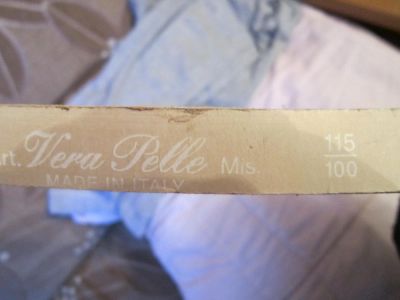 Art. Vera Pelle Mis. 115/100
MADE IN ITALY